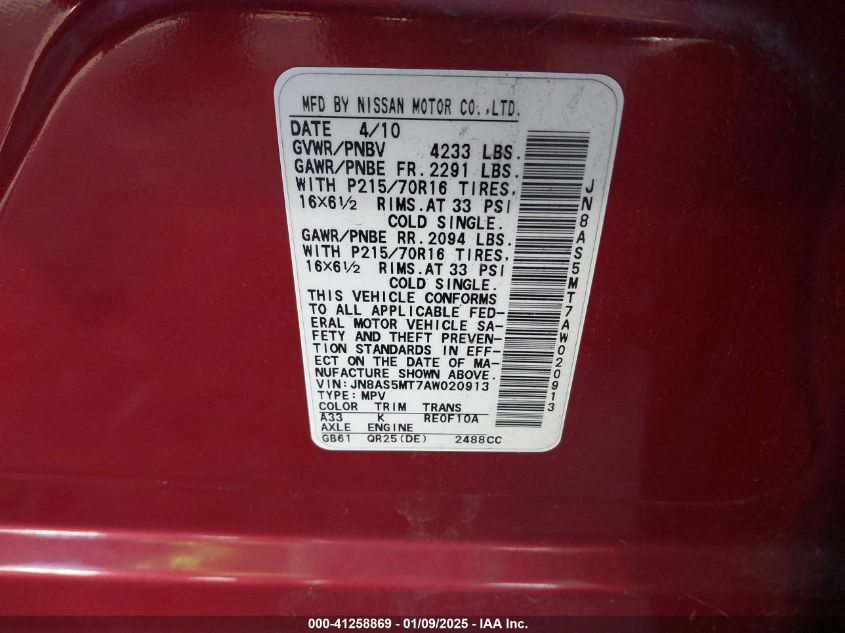 MFD BY NISSAN MOTOR CO.,LTD.
DATE 4/10
GVWR/PNBV 4233 LBS.
GAWR/PNBE FR.2291 LBS.
WITH P215/70R16 TIRES,
16X6½ RIMS.AT 33 PSI
COLD SINGLE.
GAWR/PNBE RR.2094 LBS.
WITH P215/70R16 TIRES,
16X6½ RIMS.AT 33 PSI
COLD SINGLE.
THIS VEHICLE CONFORMS
TO ALL APPLICABLE FED-
ERAL MOTOR VEHICLE SA-
FETY AND THEFT PREVEN-
TION STANDARDS IN EFF-
ECT ON THE DATE OF MA-
NUFACTURE SHOWN ABOVE.
VIN:JN8AS5MT7AW020913
TYPE:MPV
COLOR TRIM TRANS
A33 K RE0F10A
AXLE ENGINE
GB61 QR25(DE) 2488CC
JN8AS5MT7AW020913
000-41258869 - 01/09/2025 - IAA Inc.